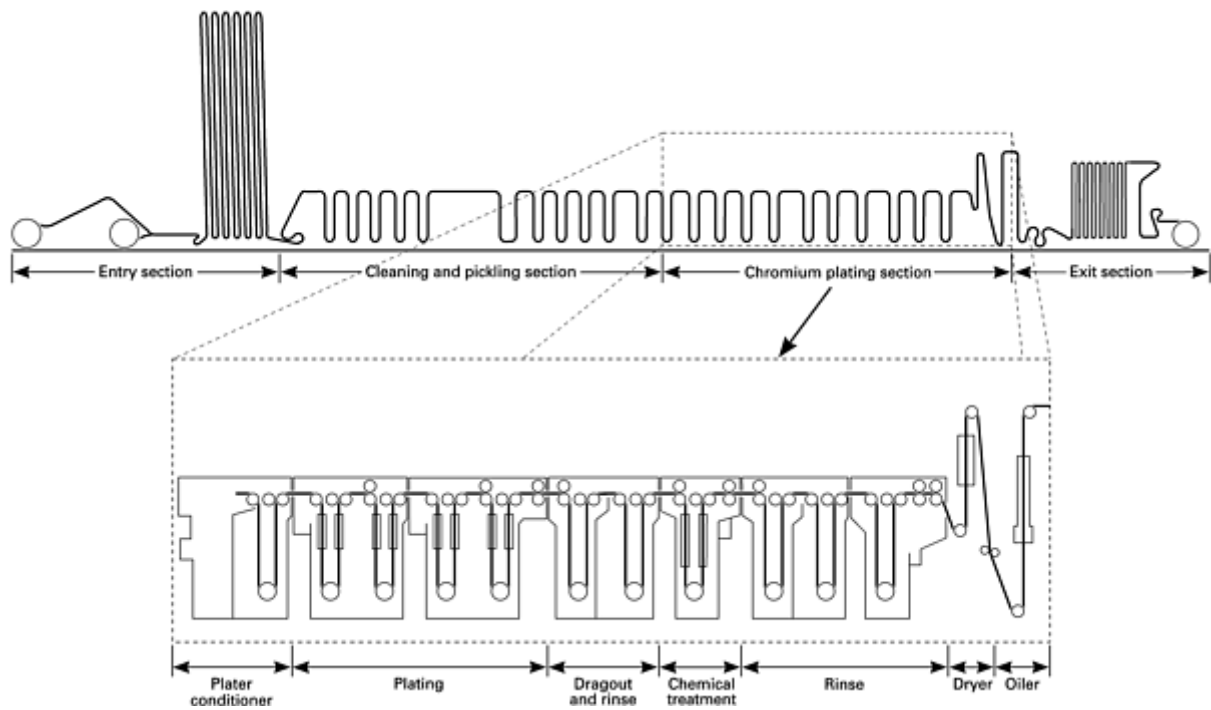 Entry section
Cleaning and pickling section
Chromium plating section
Exit section
Plater
conditioner
Plating
Dragout
and rinse
Chemical
treatment
Rinse
Dryer
Oiler